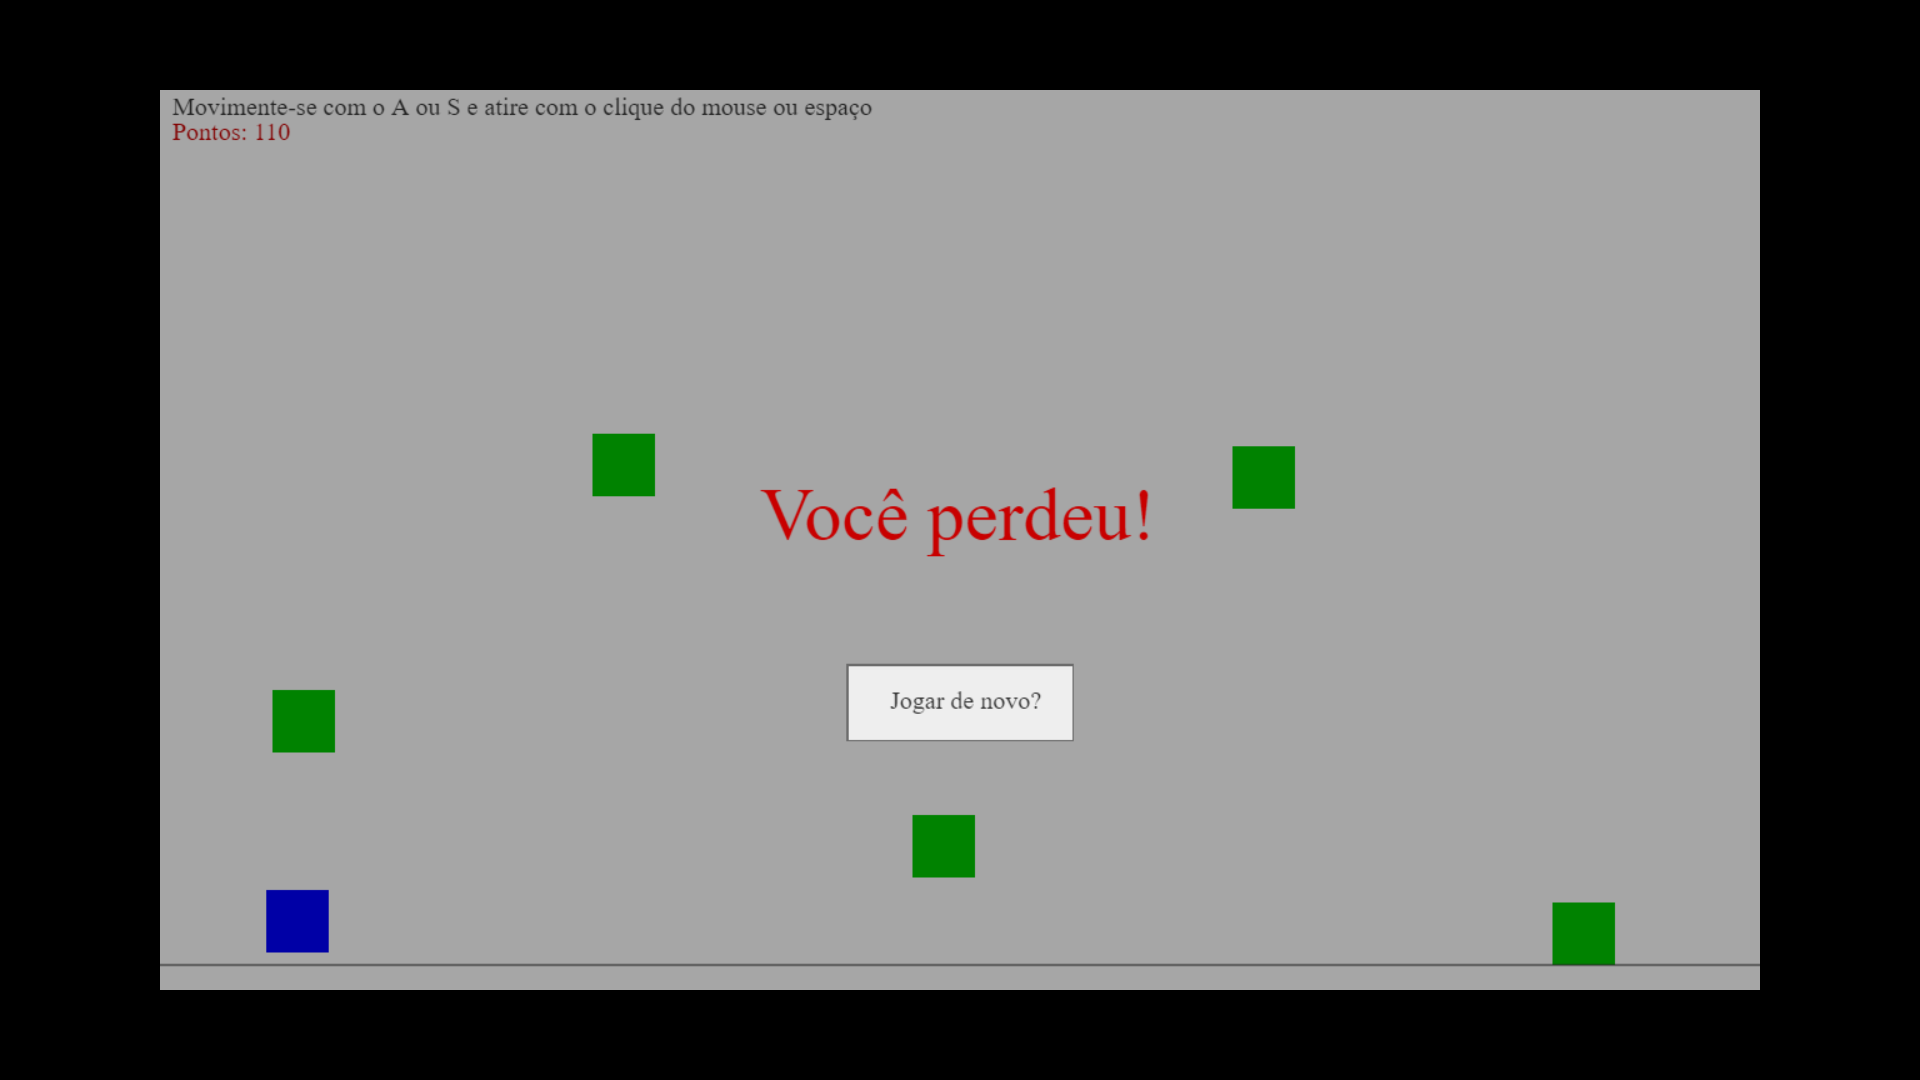 Movimente-se com o A ou S e atire com o clique do mouse ou espaço
Pontos: 110
Você perdeu!
Jogar de novo?